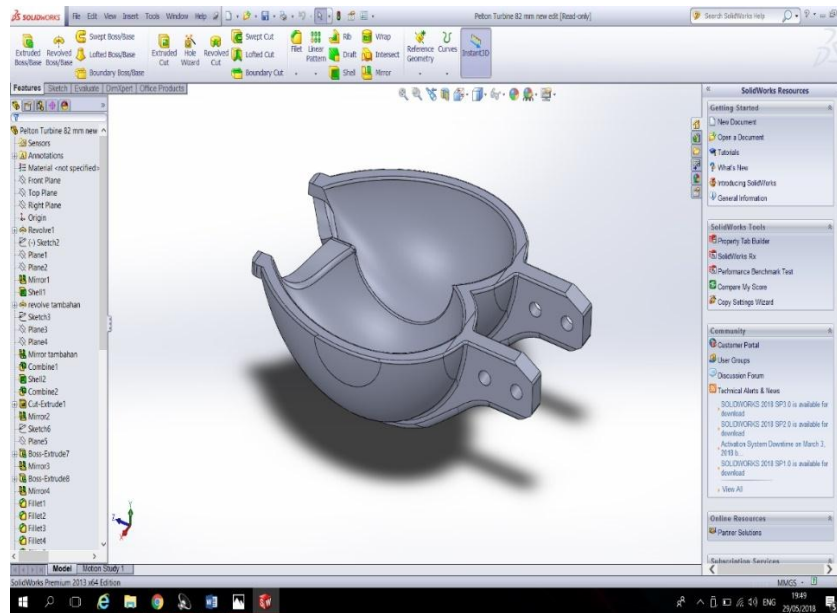 SOLIDWORKS File Edit View Insert Tools Window Help Pelton Turbine 82 mm new edit [Read-only] Search SolidWorks Help
Extruded Boss/Base
Revolved Boss/Base
Swept Boss/Base
Lofted Boss/Base
Boundary Boss/Base
Extruded Cut
Hole Wizard
Revolved Cut
Swept Cut
Lofted Cut
Boundary Cut
Fillet
Linear Pattern
Rib
Draft
Shell
Wrap
Intersect
Mirror
Reference Geometry
Curves
Instant3D
Features Sketch Evaluate DimXpert Office Products
Pelton Turbine 82 mm new
Sensors
Annotations
Material <not specified>
Front Plane
Top Plane
Right Plane
Origin
Revolve1
(-) Sketch2
Plane1
Plane2
Mirror1
Shell1
revolve tambahan
Sketch3
Plane3
Plane4
Mirror tambahan
Combine1
Shell2
Combine2
Cut-Extrude1
Mirror2
Sketch6
Plane5
Boss-Extrude7
Mirror3
Boss-Extrude8
Mirror4
Fillet1
Fillet2
Fillet3
Fillet4
Y
Z
X
SolidWorks Resources
Getting Started
New Document
Open a Document
Tutorials
What's New
Introducing SolidWorks
General Information
SolidWorks Tools
Property Tab Builder
SolidWorks Rx
Performance Benchmark Test
Compare My Score
Copy Settings Wizard
Community
Customer Portal
User Groups
Discussion Forum
Technical Alerts & News
SOLIDWORKS 2018 SP3.0 is available for
download
SOLIDWORKS 2018 SP2.0 is available for
download
Activation System Downtime on March 3,
2018 b...
SOLIDWORKS 2018 SP1.0 is available for
download
View All
Online Resources
Partner Solutions
Subscription Services
Model Motion Study 1
SolidWorks Premium 2013 x64 Edition MMGS
ENG
19:49
29/05/2018